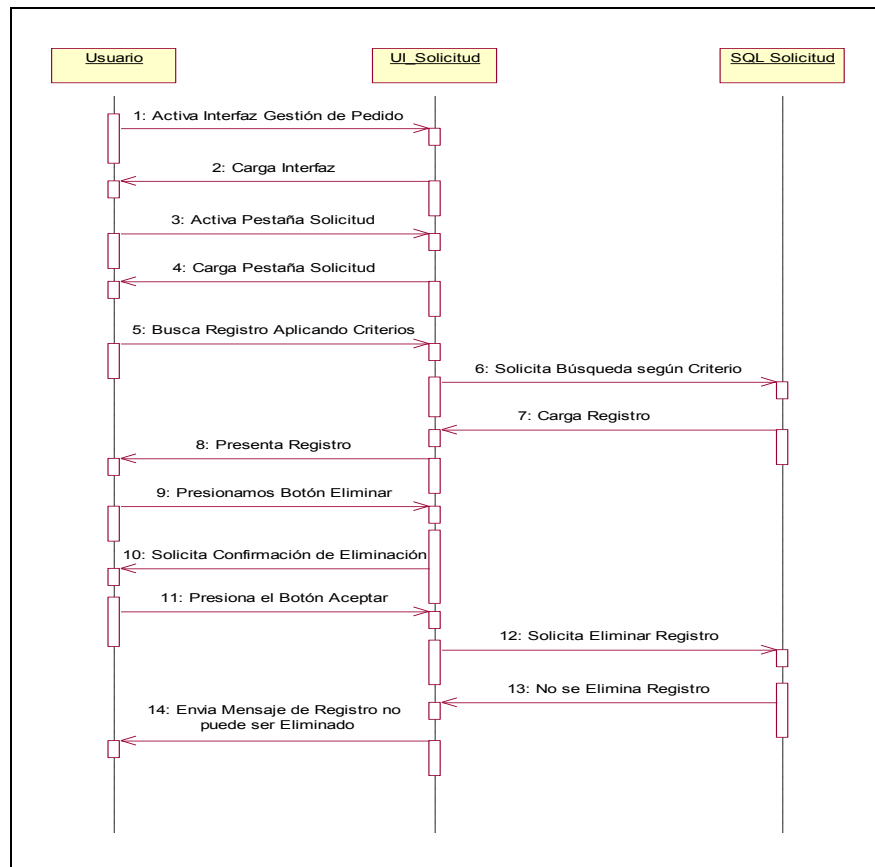 Usuario
UI_Solicitud
SQL Solicitud
1: Activa Interfaz Gestión de Pedido
2: Carga Interfaz
3: Activa Pestaña Solicitud
4: Carga Pestaña Solicitud
5: Busca Registro Aplicando Criterios
6: Solicita Búsqueda según Criterio
7: Carga Registro
8: Presenta Registro
9: Presionamos Botón Eliminar
10: Solicita Confirmación de Eliminación
11: Presiona el Botón Aceptar
12: Solicita Eliminar Registro
13: No se Elimina Registro
14: Envia Mensaje de Registro no
puede ser Eliminado